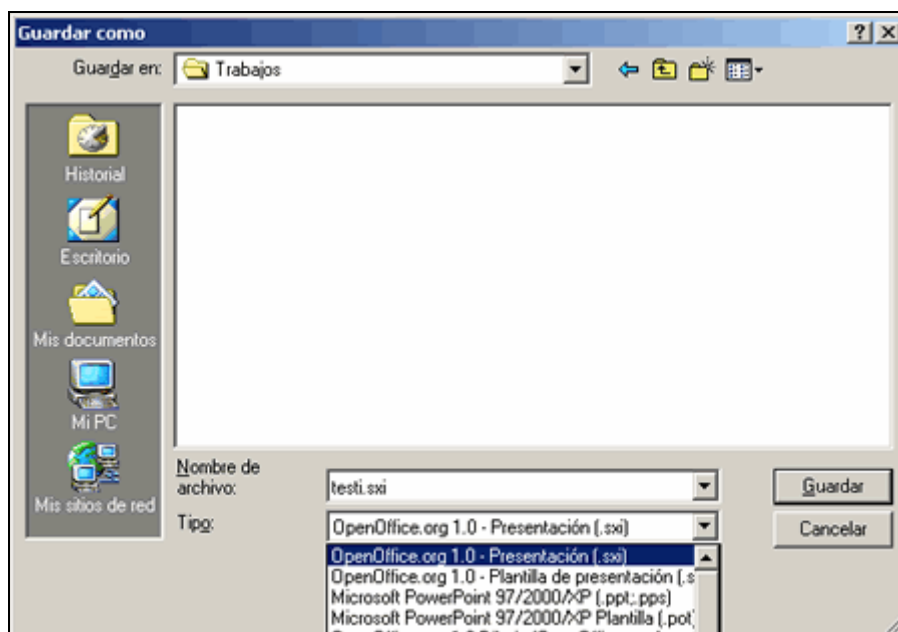 Guardar como
Guardar en:
Trabajos
Historial
Escritorio
Mis documentos
Mi PC
Mis sitios de red
Nombre de archivo:
testi.sxi
Guardar
Tipo:
OpenOffice.org 1.0 - Presentación (.sxi)
Cancelar
OpenOffice.org 1.0 - Presentación (.sxi)
OpenOffice.org 1.0 - Plantilla de presentación (.s
Microsoft PowerPoint 97/2000/XP (.ppt;.pps)
Microsoft PowerPoint 97/2000/XP Plantilla (.pot)